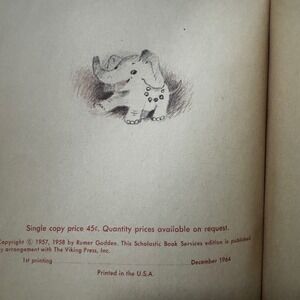 Single copy price 45¢. Quantity prices available on request.
Copyright © 1957, 1958 by Rumer Godden. This Scholastic Book Services edition is published
by arrangement with The Viking Press, Inc.
1st printing December 1964
Printed in the U.S.A.